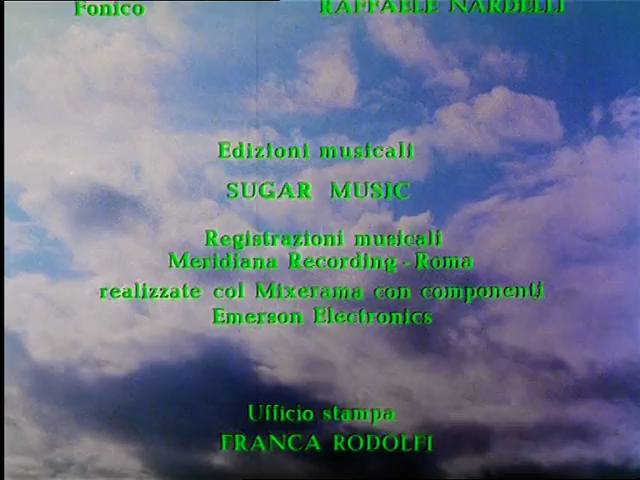 Fonico RAFFAELE NARDELLI
Edizioni musicali
SUGAR MUSIC
Registrazioni musicali
Meridiana Recording - Roma
realizzate col Mixerama con componenti
Emerson Electronics
Ufficio stampa
FRANCA RODOLFI